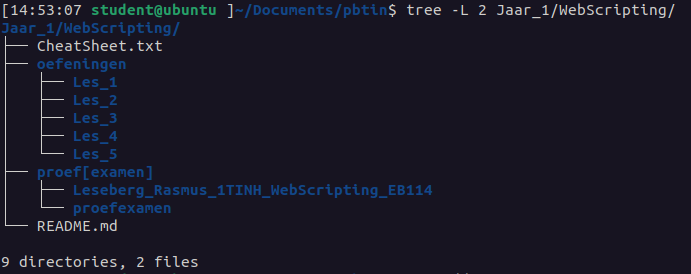 [14:53:07 student@ubuntu ]~/Documents/pbtin$ tree -L 2 Jaar_1/WebScripting/
Jaar_1/WebScripting/
├── CheatSheet.txt
├── oefeningen
│   ├── Les_1
│   ├── Les_2
│   ├── Les_3
│   ├── Les_4
│   └── Les_5
├── proef[examen]
│   ├── Leseberg_Rasmus_1TINH_WebScripting_EB114
│   └── proefexamen
└── README.md
9 directories, 2 files